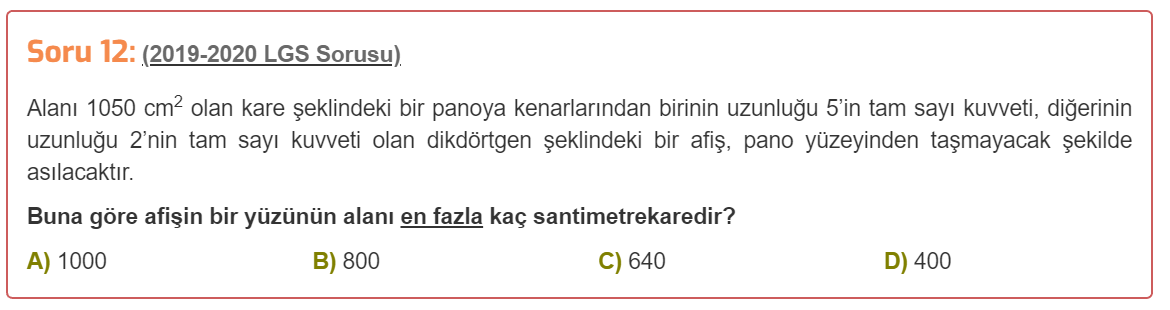 Soru 12: (2019-2020 LGS Sorusu)
Alanı 1050 cm² olan kare şeklindeki bir panoya kenarlarından birinin uzunluğu 5’in tam sayı kuvveti, diğerinin
uzunluğu 2’nin tam sayı kuvveti olan dikdörtgen şeklindeki bir afiş, pano yüzeyinden taşmayacak şekilde
asılacaktır.
Buna göre afişin bir yüzünün alanı en fazla kaç santimetrekaredir?
A) 1000 B) 800 C) 640 D) 400